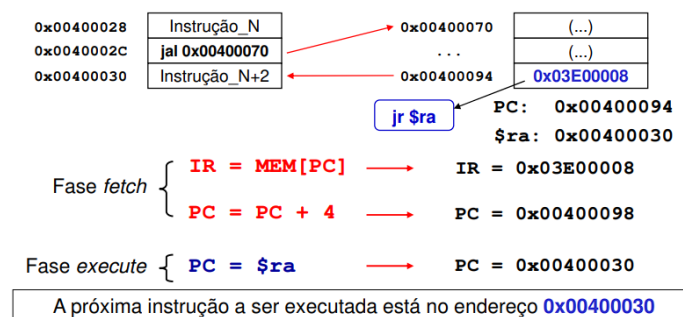 0x00400028 Instrução_N 0x00400070 (...)
0x0040002C jal 0x00400070 ... (...)
0x00400030 Instrução_N+2 0x00400094 0x03E00008
jr $ra
PC: 0x00400094
$ra: 0x00400030
Fase fetch
IR = MEM[PC] IR = 0x03E00008
PC = PC + 4 PC = 0x00400098
Fase execute PC = $ra PC = 0x00400030
A próxima instrução a ser executada está no endereço 0x00400030